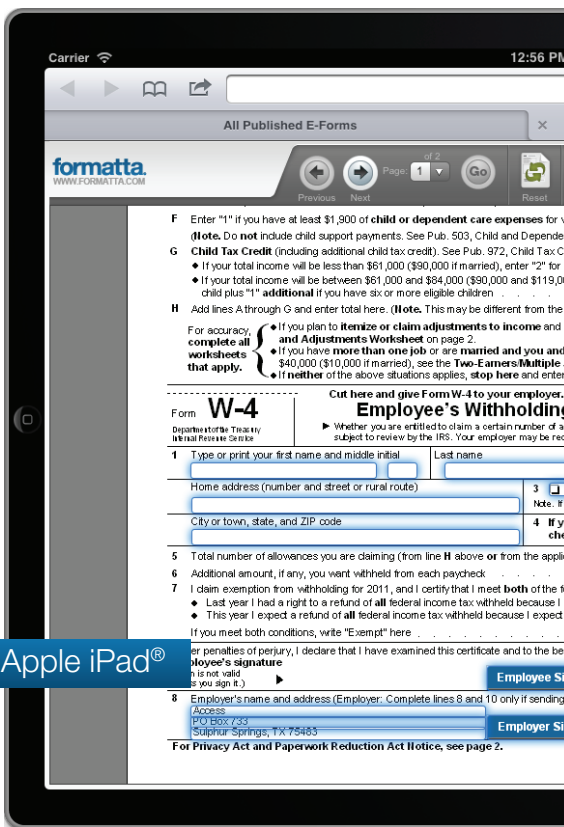 Carrier
12:56 PM
All Published E-Forms
×
formatta.
WWW.FORMATTA.COM
Previous
Next
Page:
of 2
1
Go
Reset
F Enter "1" if you have at least $1,900 of child or dependent care expenses for
(Note. Do not include child support payments. See Pub. 503, Child and Depende
G Child Tax Credit (including additional child tax credit). See Pub. 972, Child Tax C
◆ If your total income will be less than $61,000 ($90,000 if married), enter "2" for
◆ If your total income will be between $61,000 and $84,000 ($90,000 and $119,00
child plus "1" additional if you have six or more eligible children . . .
H Add lines A through G and enter total here. (Note. This may be different from the
For accuracy,
complete all
worksheets
that apply.
◆ If you plan to itemize or claim adjustments to income and
and Adjustments Worksheet on page 2.
◆ If you have more than one job or are married and you and
$40,000 ($10,000 if married), see the Two-Earners/Multiple
◆ If neither of the above situations applies, stop here and enter
Cut here and give Form W-4 to your employer.
Form W-4
Department of the Treasury
Internal Revenue Service
Employee's Withholding
▶ Whether you are entitled to claim a certain number of a
subject to review by the IRS. Your employer may be req
1 Type or print your first name and middle initial
Last name
Home address (number and street or rural route)
3
Note. If
City or town, state, and ZIP code
4 If y
che
5 Total number of allowances you are claiming (from line H above or from the appli
6 Additional amount, if any, you want withheld from each paycheck . . .
7 I claim exemption from withholding for 2011, and I certify that I meet both of the fo
◆ Last year I had a right to a refund of all federal income tax withheld because I
◆ This year I expect a refund of all federal income tax withheld because I expect
If you meet both conditions, write "Exempt" here . . . . . . . . .
Apple iPad®
er penalties of perjury, I declare that I have examined this certificate and to the be
ployee's signature
n is not valid
s you sign it.) ▶
Employee Si
8 Employer's name and address (Employer: Complete lines 8 and 10 only if sending
Access
PO Box 733
Sulphur Springs, TX 75483
Employer Si
For Privacy Act and Paperwork Reduction Act Notice, see page 2.